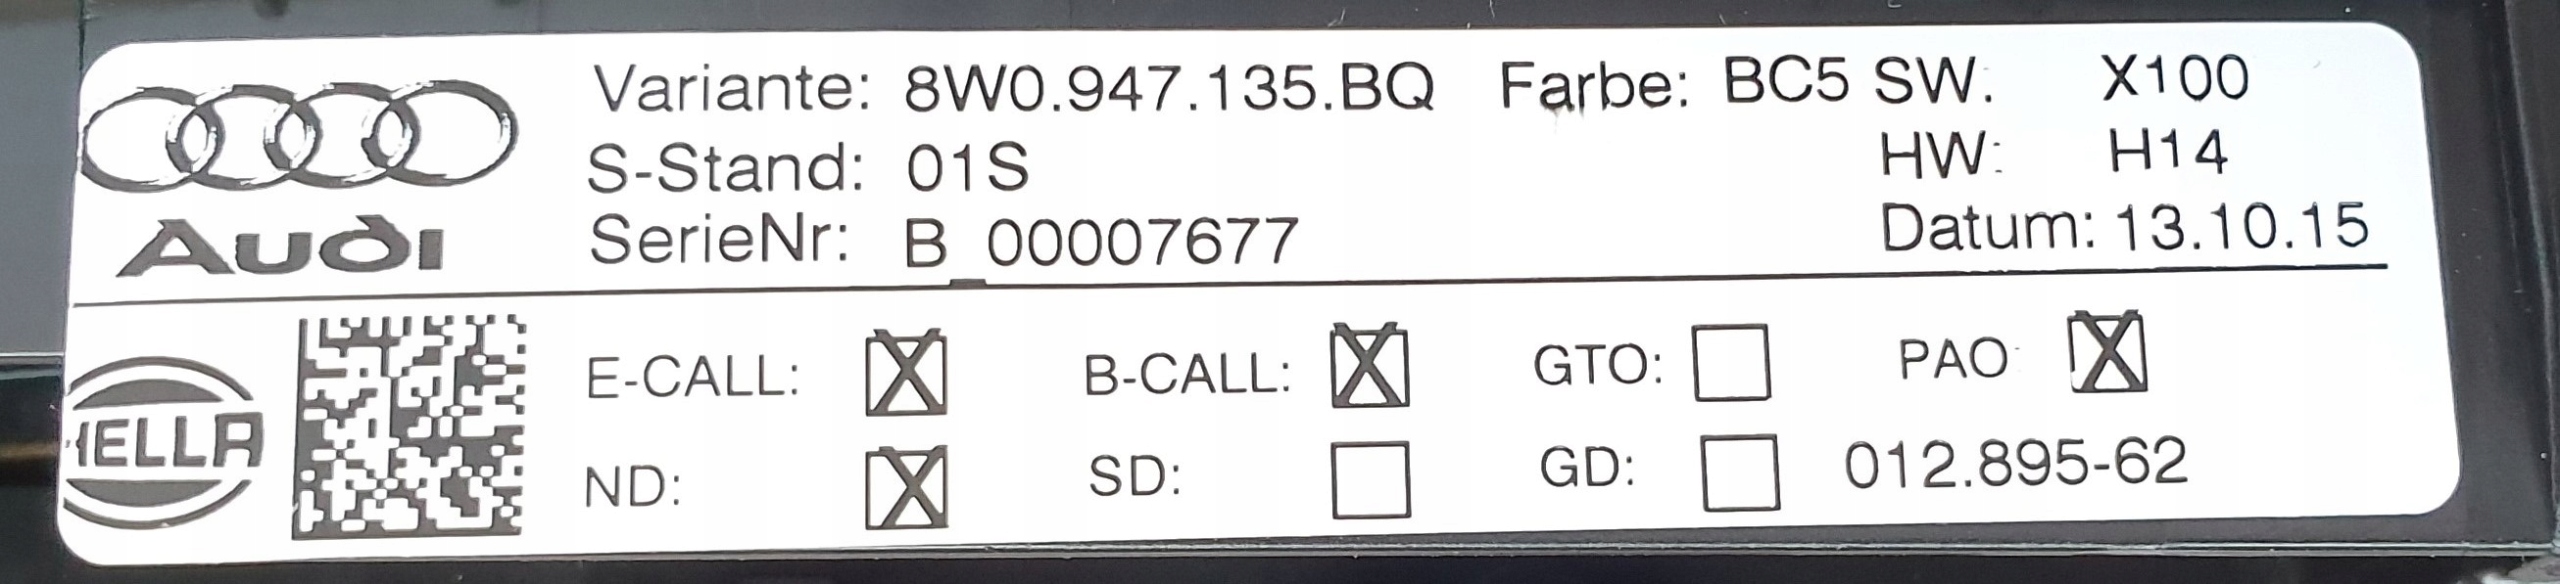 Variante: 8W0.947.135.BQ Farbe: BC5 SW: X100
S-Stand: 01S HW: H14
Audi SerieNr: B_00007677 Datum: 13.10.15
E-CALL: ☒ B-CALL: ☒ GTO: ☐ PAO: ☒
HELLA ND: ☒ SD: ☐ GD: ☐ 012.895-62